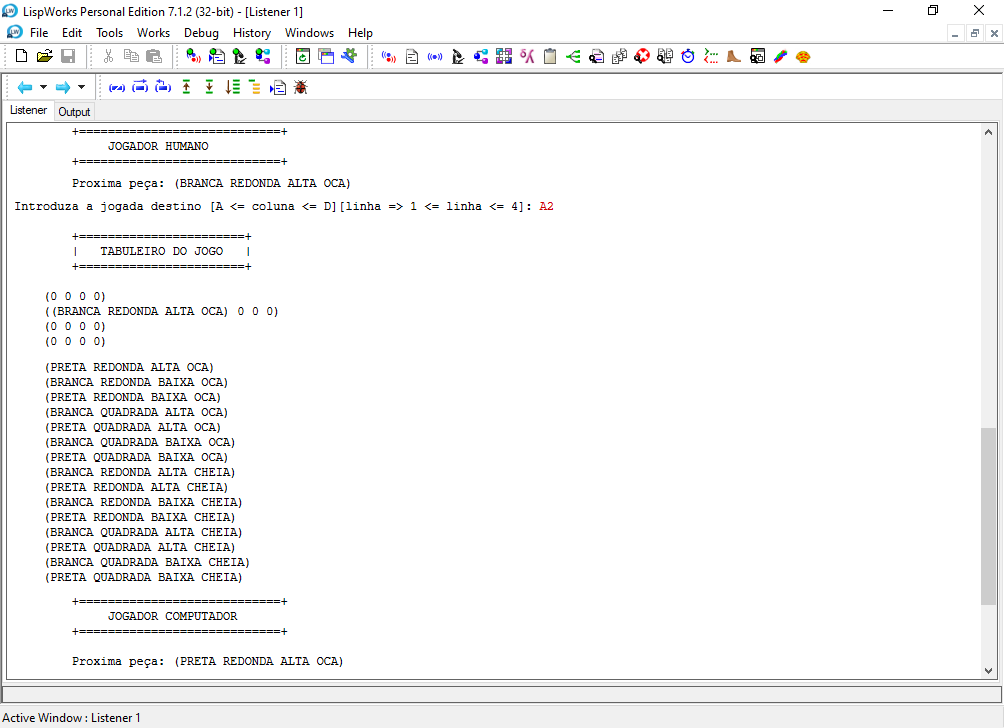 LispWorks Personal Edition 7.1.2 (32-bit) - [Listener 1]
File Edit Tools Works Debug History Windows Help
Listener Output
+============================+
JOGADOR HUMANO
+============================+
Proxima peça: (BRANCA REDONDA ALTA OCA)
Introduza a jogada destino [A <= coluna <= D][linha => 1 <= linha <= 4]: A2
+=======================+
| TABULEIRO DO JOGO |
+=======================+
(0 0 0 0)
((BRANCA REDONDA ALTA OCA) 0 0 0)
(0 0 0 0)
(0 0 0 0)
(PRETA REDONDA ALTA OCA)
(BRANCA REDONDA BAIXA OCA)
(PRETA REDONDA BAIXA OCA)
(BRANCA QUADRADA ALTA OCA)
(PRETA QUADRADA ALTA OCA)
(BRANCA QUADRADA BAIXA OCA)
(PRETA QUADRADA BAIXA OCA)
(BRANCA REDONDA ALTA CHEIA)
(PRETA REDONDA ALTA CHEIA)
(BRANCA REDONDA BAIXA CHEIA)
(PRETA REDONDA BAIXA CHEIA)
(BRANCA QUADRADA ALTA CHEIA)
(PRETA QUADRADA ALTA CHEIA)
(BRANCA QUADRADA BAIXA CHEIA)
(PRETA QUADRADA BAIXA CHEIA)
+============================+
JOGADOR COMPUTADOR
+============================+
Proxima peça: (PRETA REDONDA ALTA OCA)
Active Window : Listener 1